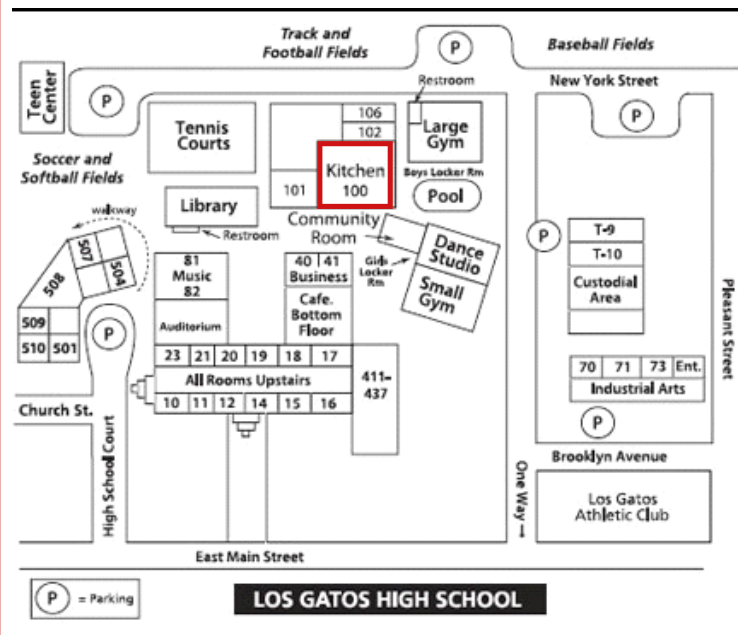 Track and
Football Fields
P
Baseball Fields
Teen
Center
P
Restroom
New York Street
P
Tennis
Courts
106
102
Large
Gym
Soccer and
Softball Fields
Kitchen
100
101
Boys Locker Rm
Pool
Library
walkway
Restroom
Community
Room
Dance
Studio
Girls
Locker
Rm
Small
Gym
P
T-9
T-10
Custodial
Area
Pleasant Street
507
504
508
509
510
501
P
81
Music
82
Auditorium
40
41
Business
Cafe.
Bottom
Floor
23
21
20
19
18
17
All Rooms Upstairs
10
11
12
14
15
16
411-
437
70
71
73
Ent.
Industrial Arts
P
Church St.
High School Court
One Way →
Brooklyn Avenue
Los Gatos
Athletic Club
East Main Street
P = Parking
LOS GATOS HIGH SCHOOL